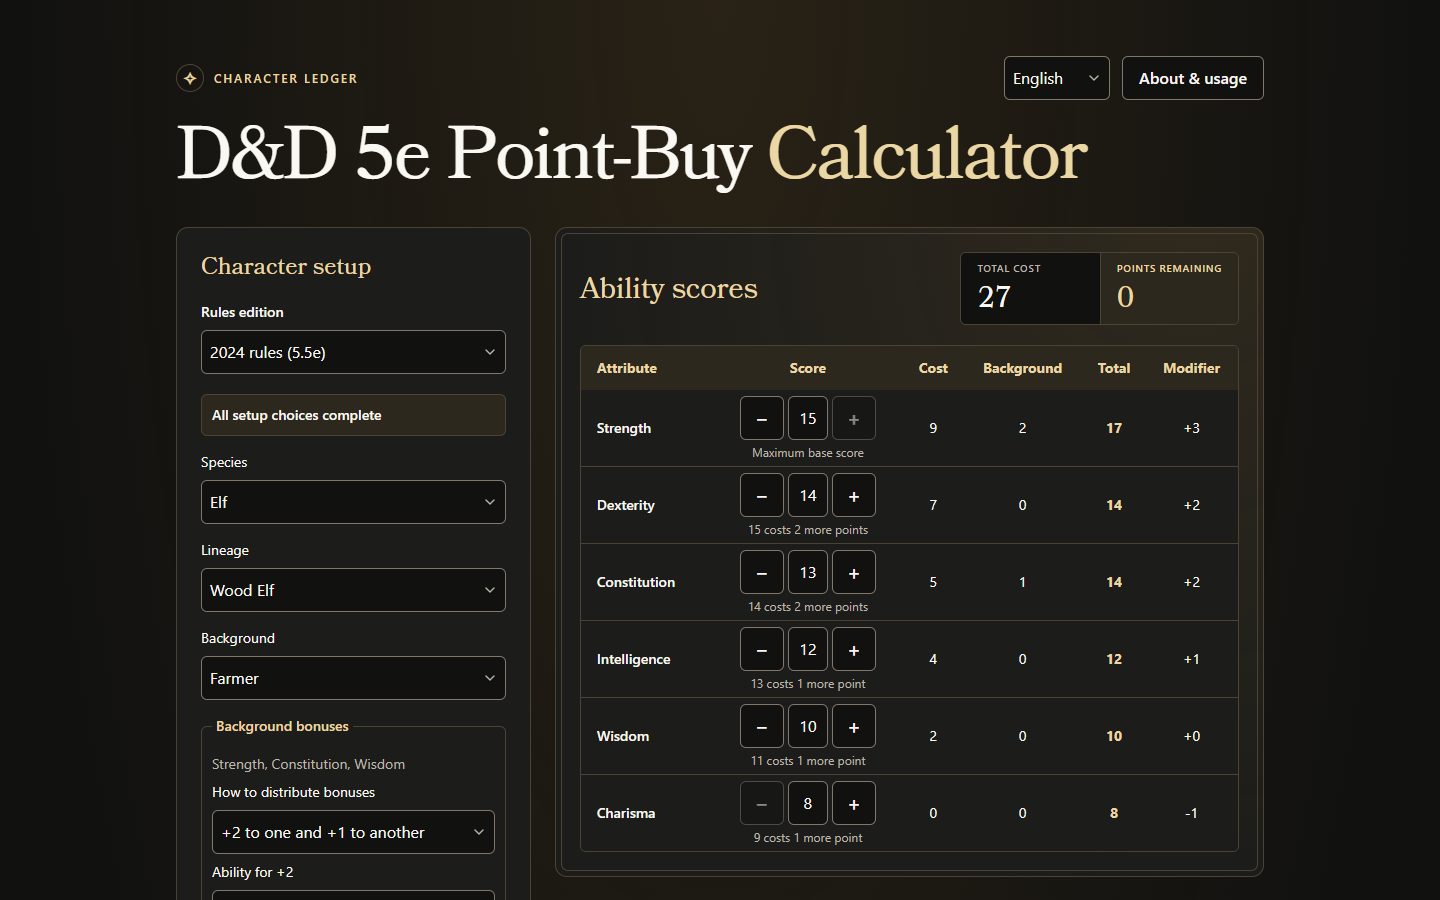 CHARACTER LEDGER
English
About & usage
D&D 5e Point-Buy Calculator
Character setup
Rules edition
2024 rules (5.5e)
All setup choices complete
Species
Elf
Lineage
Wood Elf
Background
Farmer
Background bonuses
Strength, Constitution, Wisdom
How to distribute bonuses
+2 to one and +1 to another
Ability for +2
Ability scores
TOTAL COST
27
POINTS REMAINING
0
Attribute Score Cost Background Total Modifier
Strength − 15 + 9 2 17 +3
Maximum base score
Dexterity − 14 + 7 0 14 +2
15 costs 2 more points
Constitution − 13 + 5 1 14 +2
14 costs 2 more points
Intelligence − 12 + 4 0 12 +1
13 costs 1 more point
Wisdom − 10 + 2 0 10 +0
11 costs 1 more point
Charisma − 8 + 0 0 8 -1
9 costs 1 more point